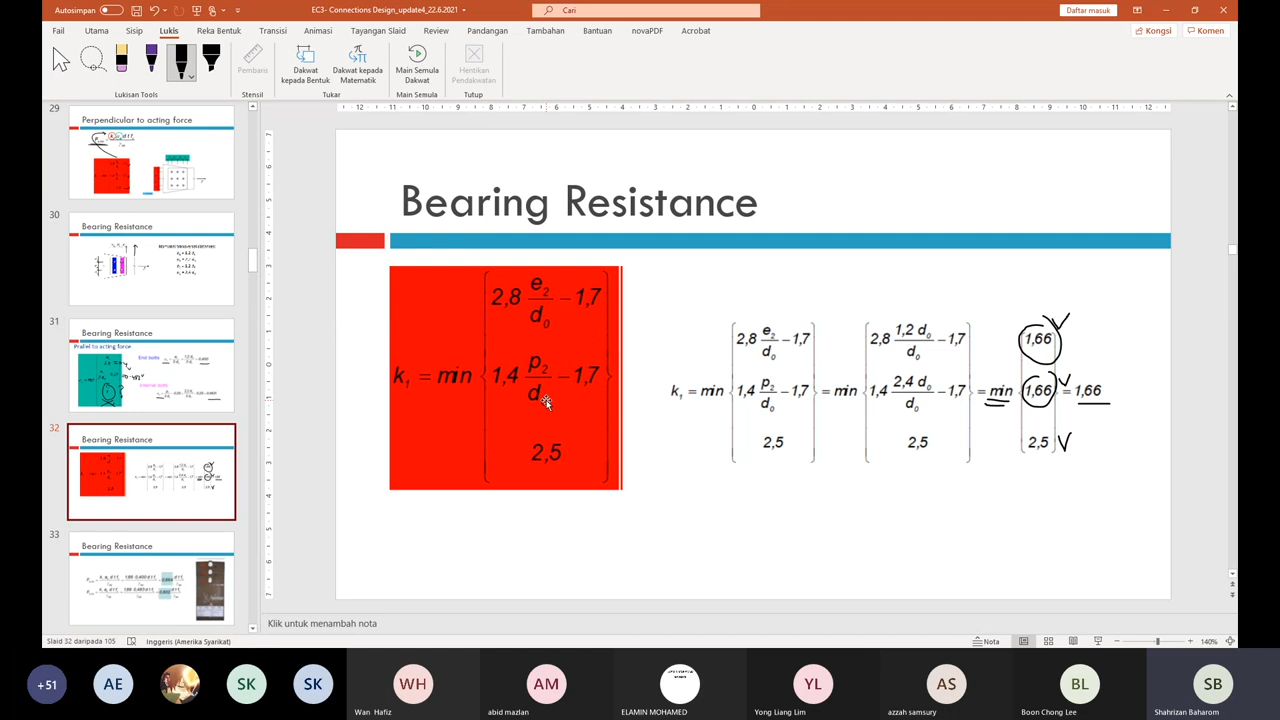 Autosimpan
EC3- Connections Design_update4_22.6.2021
Cari
Daftar masuk
Fail Utama Sisip Lukis Reka Bentuk Transisi Animasi Tayangan Slaid Review Pandangan Tambahan Bantuan novaPDF Acrobat
Kongsi Komen
Pembaris
Dakwat kepada Bentuk
Dakwat kepada Matematik
Main Semula Dakwat
Hentikan Pendakwatan
Lukisan Tools Stensil Tukar Main Semula Tutup
29
Perpendicular to acting force
30
Bearing Resistance
31
Bearing Resistance
Prallel to acting force
End bolts
32
Bearing Resistance
33
Bearing Resistance
Bearing Resistance
k₁ = min { 2,8 e₂/d₀ −1,7
1,4 p₂/d₀ −1,7
2,5 }
k₁ = min { 2,8 e₂/d₀ −1,7 ; 1,4 p₂/d₀ −1,7 ; 2,5 } = min { 2,8 1,2 d₀/d₀ −1,7 ; 1,4 2,4 d₀/d₀ −1,7 ; 2,5 } = min { 1,66 ; 1,66 ; 2,5 } = 1,66
Klik untuk menambah nota
Slaid 32 daripada 105 Inggeris (Amerika Syarikat) Nota 140%
+51 AE SK SK WH AM YL AS BL SB
Wan Hafiz abid mazlan ELAMIN MOHAMED Yong Liang Lim azzah samsury Boon Chong Lee Shahrizan Baharom